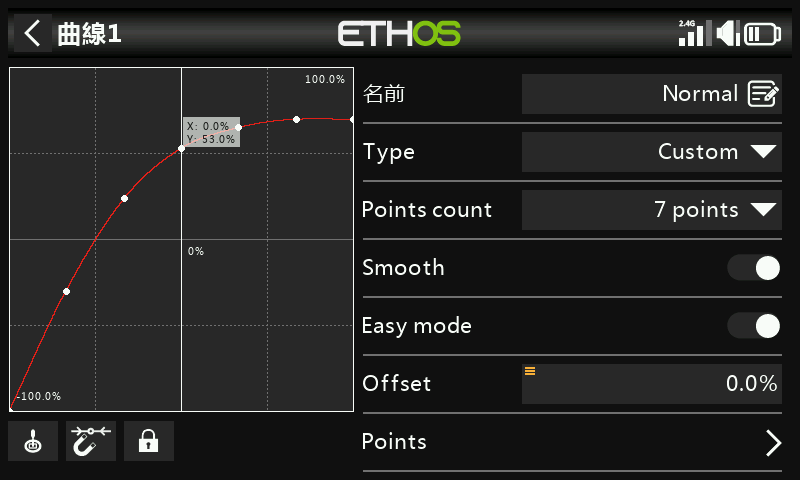 曲線1
ETHOS
2.4G
100.0%
X: 0.0%
Y: 53.0%
0%
-100.0%
名前
Normal
Type
Custom
Points count
7 points
Smooth
Easy mode
Offset
0.0%
Points